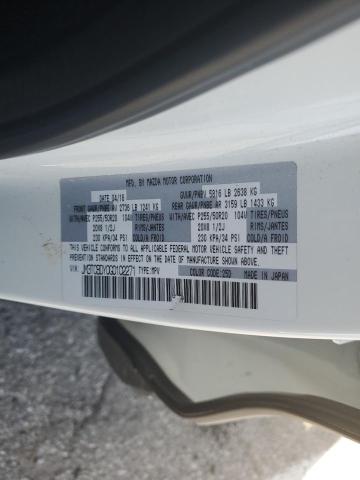 MFD. BY MAZDA MOTOR CORPORATION
DATE 04/16 GVWR/PNBV 5816 LB 2638 KG
FRONT GAWR/PNBE AV 2736 LB 1241 KG REAR GAWR/PNBE AR 3159 LB 1433 KG
WITH/AVEC P255/50R20 104V TIRES/PNEUS WITH/AVEC P255/50R20 104V TIRES/PNEUS
20X8 1/2J RIMS/JANTES 20X8 1/2J RIMS/JANTES
230 KPA/34 PSI COLD/A FROID 230 KPA/34 PSI COLD/A FROID
THIS VEHICLE CONFORMS TO ALL APPLICABLE FEDERAL MOTOR VEHICLE SAFETY
STANDARDS IN EFFECT ON THE DATE OF MANUFACTURE SHOWN ABOVE.
VIN TYPE: MPV COLOR: 25D MADE IN JAPAN